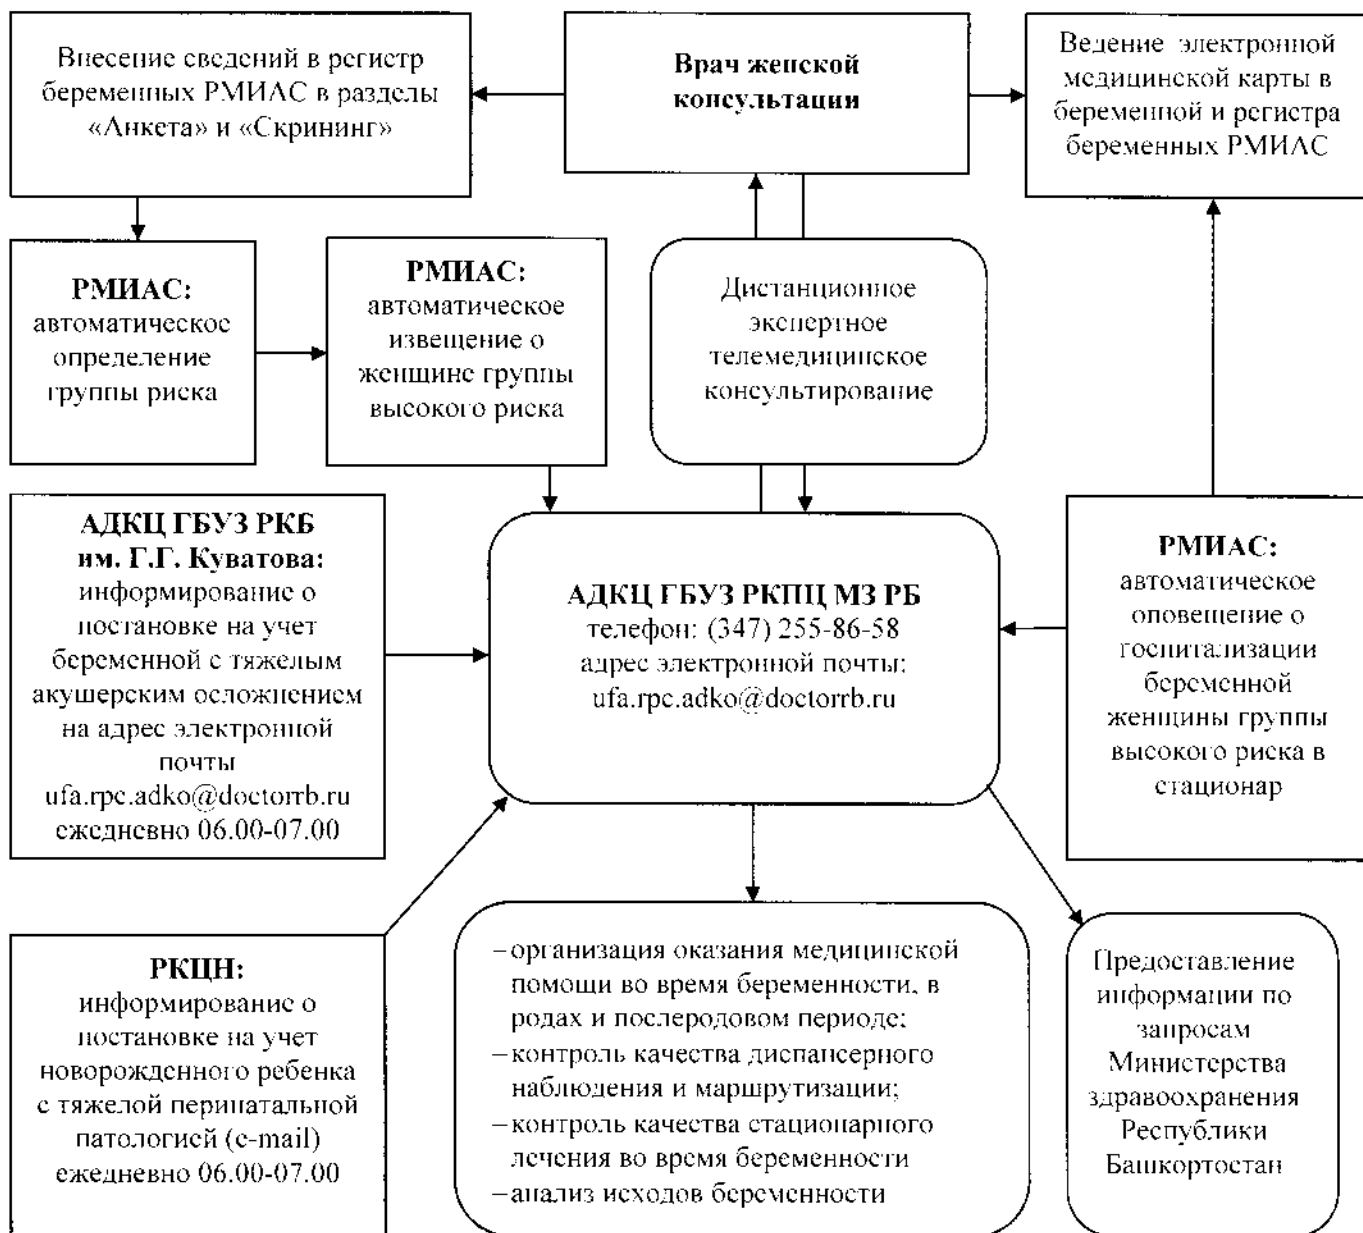 Внесение сведений в регистр
беременных РМИАС в разделы
«Анкета» и «Скрининг»
Врач женской
консультации
Ведение электронной
медицинской карты в
беременной и регистра
беременных РМИАС
РМИАС:
автоматическое
определение
группы риска
РМИАС:
автоматическое
извещение о
женщине группы
высокого риска
Дистанционное
экспертное
телемедицинское
консультирование
АДКЦ ГБУЗ РКБ
им. Г.Г. Куватова:
информирование о
постановке на учет
беременной с тяжелым
акушерским осложнением
на адрес электронной
почты
ufa.rpc.adko@doctorrb.ru
ежедневно 06.00-07.00
АДКЦ ГБУЗ РКПЦ МЗ РБ
телефон: (347) 255-86-58
адрес электронной почты:
ufa.rpc.adko@doctorrb.ru
РМИАС:
автоматическое
оповещение о
госпитализации
беременной
женщины группы
высокого риска в
стационар
РКЦН:
информирование о
постановке на учет
новорожденного ребенка
с тяжелой перинатальной
патологией (e-mail)
ежедневно 06.00-07.00
–организация оказания медицинской
помощи во время беременности, в
родах и послеродовом периоде;
–контроль качества диспансерного
наблюдения и маршрутизации;
–контроль качества стационарного
лечения во время беременности
–анализ исходов беременности
Предоставление
информации по
запросам
Министерства
здравоохранения
Республики
Башкортостан